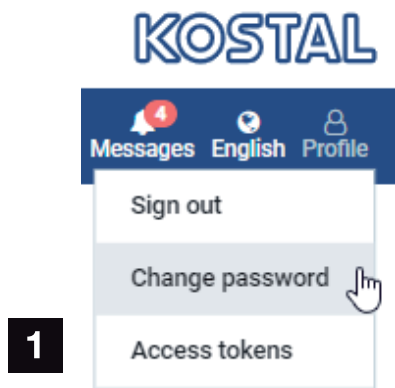 KOSTAL
4
Messages English Profile
Sign out
Change password
1 Access tokens